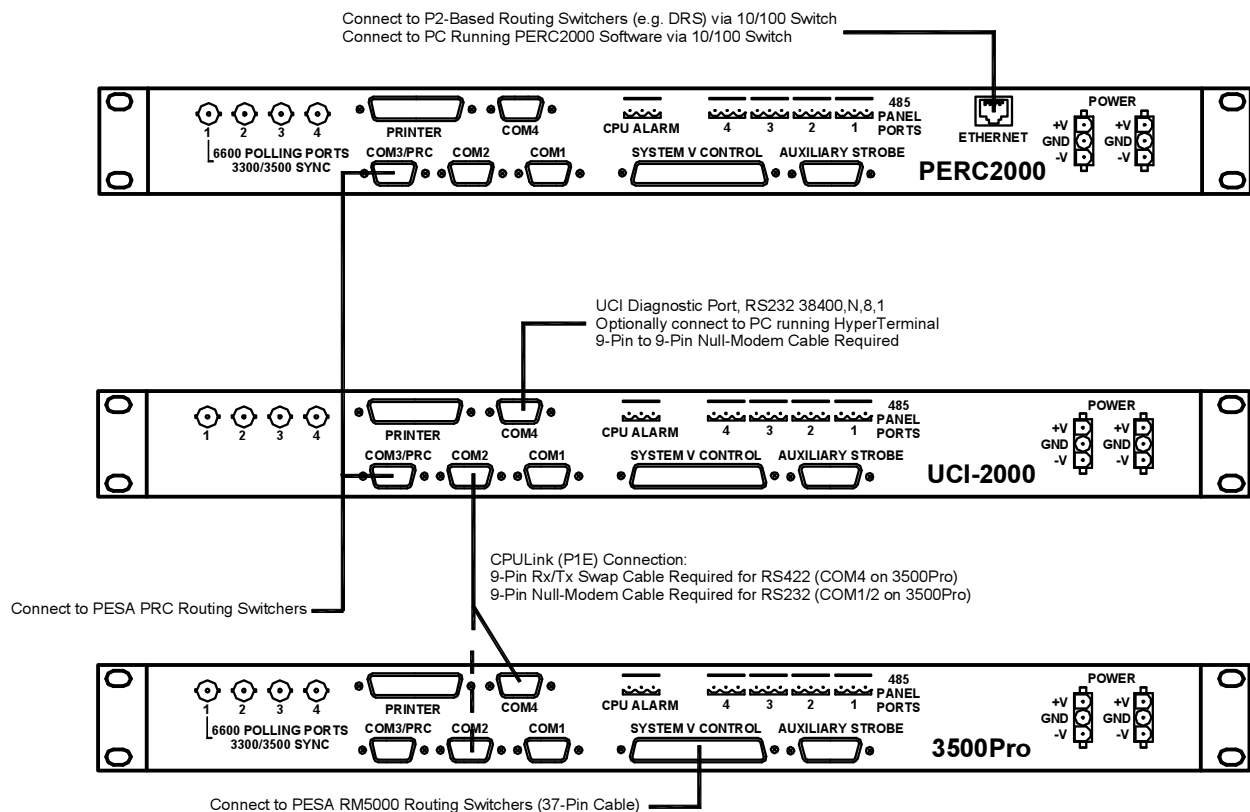 Connect to P2-Based Routing Switchers (e.g. DRS) via 10/100 Switch
Connect to PC Running PERC2000 Software via 10/100 Switch
1 2 3 4
6600 POLLING PORTS
3300/3500 SYNC
PRINTER
COM4
COM3/PRC COM2 COM1
CPU ALARM
4 3 2 1
485
PANEL
PORTS
SYSTEM V CONTROL
AUXILIARY STROBE
ETHERNET
PERC2000
POWER
+V +V
GND GND
-V -V
UCI Diagnostic Port, RS232 38400,N,8,1
Optionally connect to PC running HyperTerminal
9-Pin to 9-Pin Null-Modem Cable Required
1 2 3 4
PRINTER
COM4
COM3/PRC COM2 COM1
CPU ALARM
4 3 2 1
485
PANEL
PORTS
SYSTEM V CONTROL
AUXILIARY STROBE
UCI-2000
POWER
+V +V
GND GND
-V -V
CPULink (P1E) Connection:
9-Pin Rx/Tx Swap Cable Required for RS422 (COM4 on 3500Pro)
9-Pin Null-Modem Cable Required for RS232 (COM1/2 on 3500Pro)
Connect to PESA PRC Routing Switchers
1 2 3 4
6600 POLLING PORTS
3300/3500 SYNC
PRINTER
COM4
COM3/PRC COM2 COM1
CPU ALARM
4 3 2 1
485
PANEL
PORTS
SYSTEM V CONTROL
AUXILIARY STROBE
3500Pro
POWER
+V +V
GND GND
-V -V
Connect to PESA RM5000 Routing Switchers (37-Pin Cable)